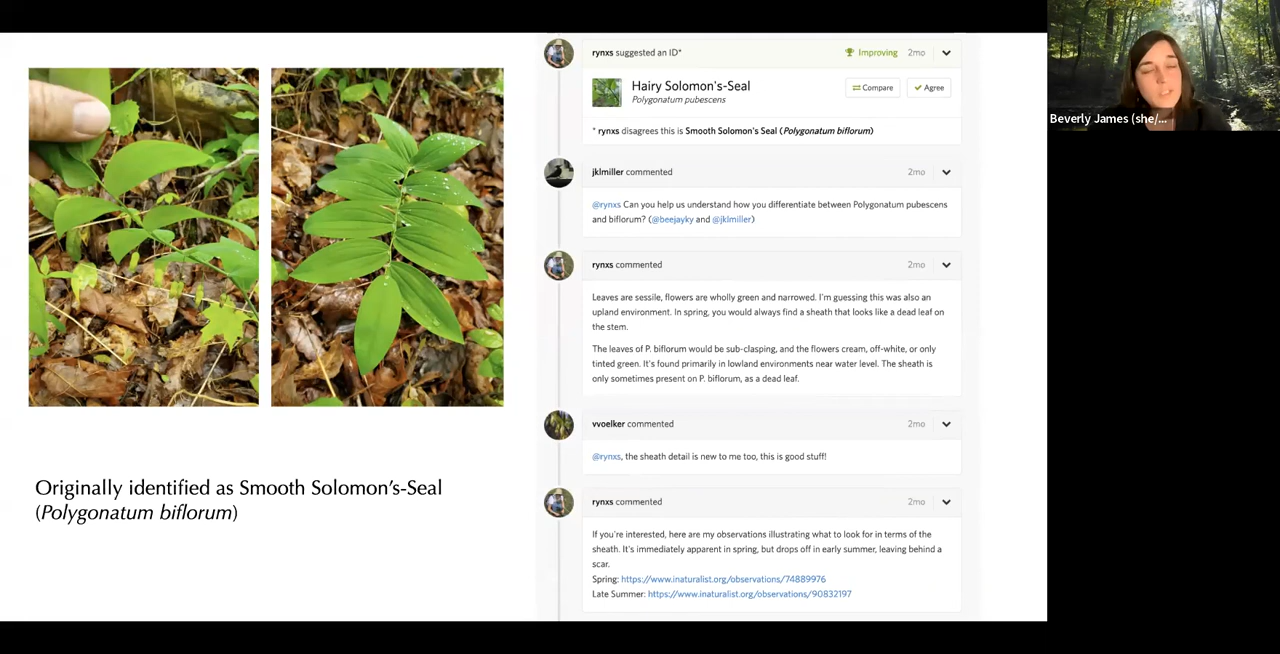 rynxs suggested an ID*
Improving
2mo
Hairy Solomon's-Seal
Polygonatum pubescens
Compare
Agree
* rynxs disagrees this is Smooth Solomon's Seal (Polygonatum biflorum)
jklmiller commented
2mo
@rynxs Can you help us understand how you differentiate between Polygonatum pubescens
and biflorum? (@beejayky and @jklmiller)
rynxs commented
2mo
Leaves are sessile, flowers are wholly green and narrowed. I'm guessing this was also an
upland environment. In spring, you would always find a sheath that looks like a dead leaf on
the stem.
The leaves of P. biflorum would be sub-clasping, and the flowers cream, off-white, or only
tinted green. It's found primarily in lowland environments near water level. The sheath is
only sometimes present on P. biflorum, as a dead leaf.
vvoelker commented
2mo
@rynxs, the sheath detail is new to me too, this is good stuff!
rynxs commented
2mo
If you're interested, here are my observations illustrating what to look for in terms of the
sheath. It's immediately apparent in spring, but drops off in early summer, leaving behind a
scar.
Spring: https://www.inaturalist.org/observations/74889976
Late Summer: https://www.inaturalist.org/observations/90832197
Originally identified as Smooth Solomon's-Seal
(Polygonatum biflorum)
Beverly James (she/...